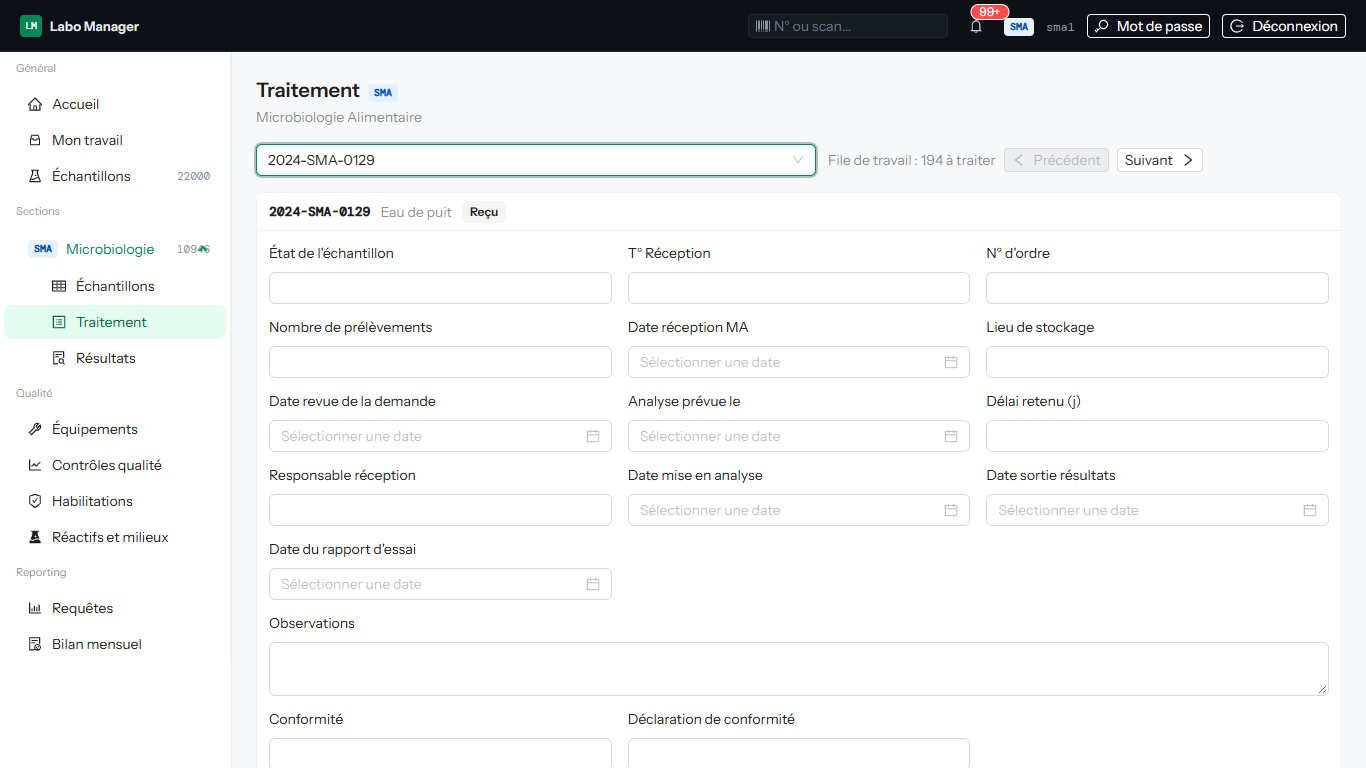 LM Labo Manager
N° ou scan...
99+
SMA
sma1
Mot de passe
Déconnexion
Général
Accueil
Mon travail
Échantillons 22000
Sections
SMA Microbiologie
Échantillons
Traitement
Résultats
Qualité
Équipements
Contrôles qualité
Habilitations
Réactifs et milieux
Reporting
Requêtes
Bilan mensuel
Traitement SMA
Microbiologie Alimentaire
2024-SMA-0129
File de travail : 194 à traiter
Précédent
Suivant
2024-SMA-0129 Eau de puit Reçu
État de l'échantillon
T° Réception
N° d'ordre
Nombre de prélèvements
Date réception MA
Lieu de stockage
Sélectionner une date
Date revue de la demande
Analyse prévue le
Délai retenu (j)
Sélectionner une date
Sélectionner une date
Responsable réception
Date mise en analyse
Date sortie résultats
Sélectionner une date
Sélectionner une date
Date du rapport d'essai
Sélectionner une date
Observations
Conformité
Déclaration de conformité